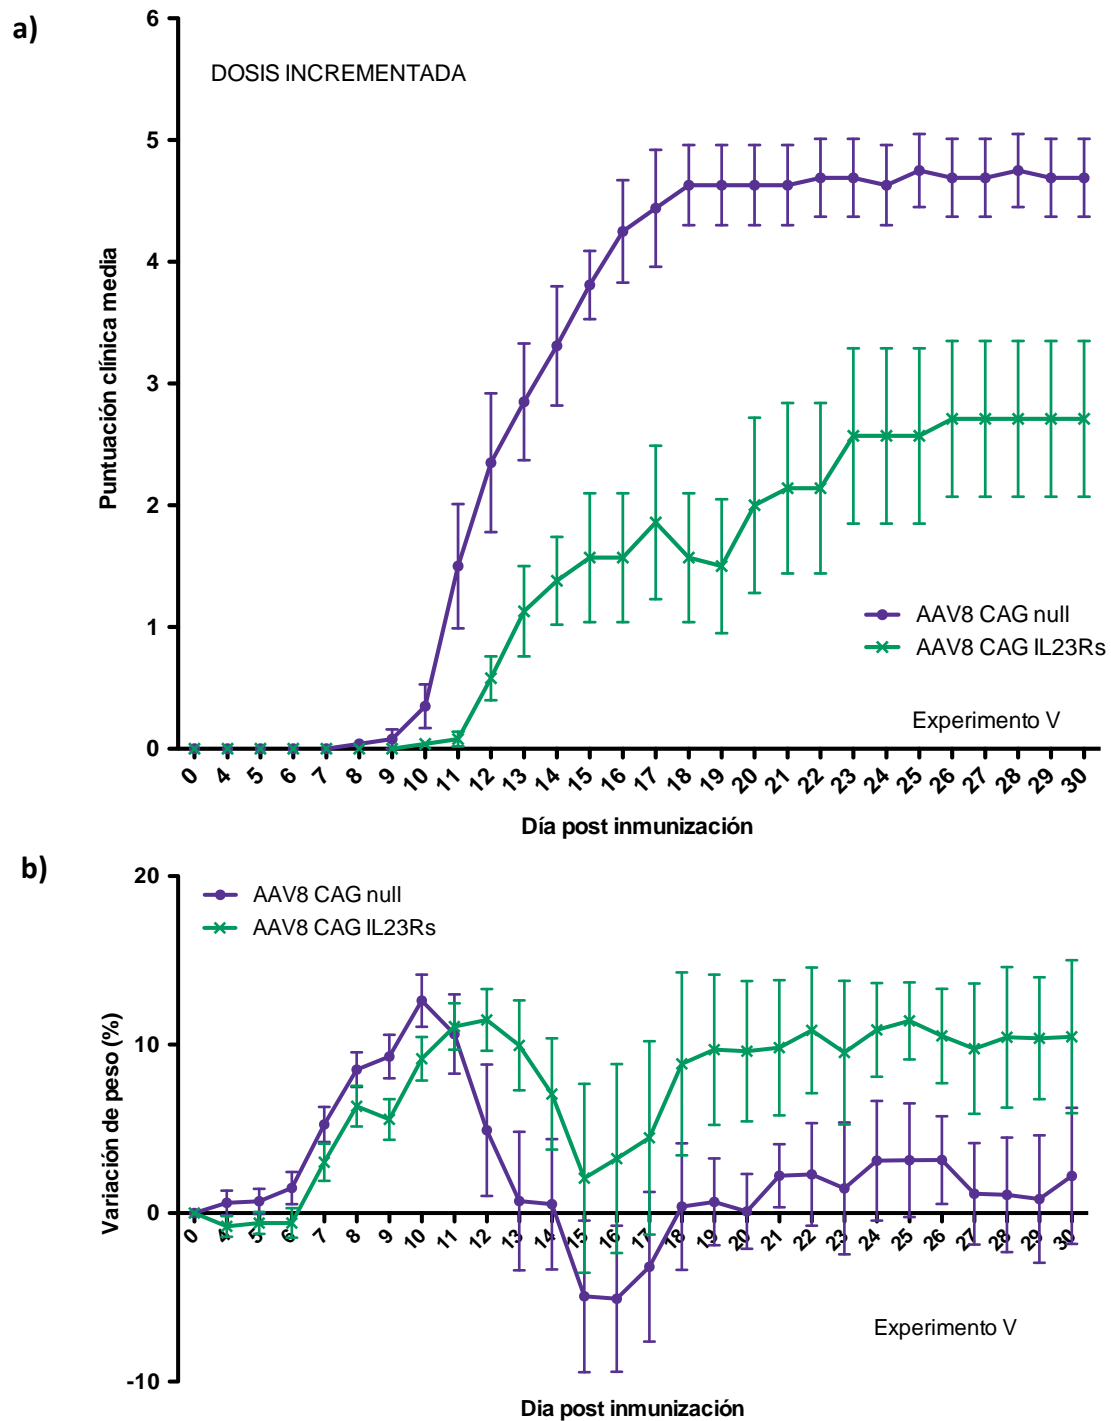 a)
6
DOSIS INCREMENTADA
5
4
3
2
1
0
Puntuación clínica media
AAV8 CAG null
AAV8 CAG IL23Rs
Experimento V
0 4 5 6 7 8 9 10 11 12 13 14 15 16 17 18 19 20 21 22 23 24 25 26 27 28 29 30
Día post inmunización
b)
20
AAV8 CAG null
AAV8 CAG IL23Rs
10
0
-10
Variación de peso (%)
0 4 5 6 7 8 9 10 11 12 13 14 15 16 17 18 19 20 21 22 23 24 25 26 27 28 29 30
Experimento V
Dia post inmunización